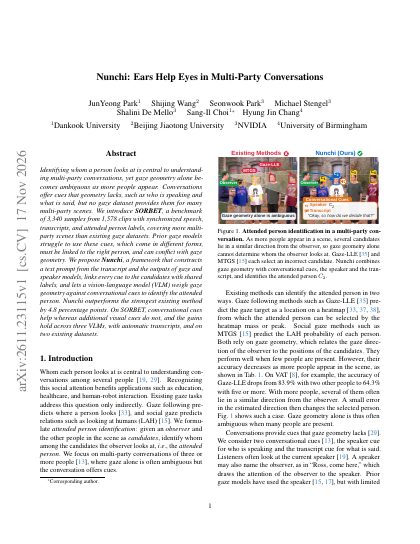 Nunchi: Ears Help Eyes in Multi-Party Conversations
JunYeong Park¹ Shijing Wang² Seonwook Park³ Michael Stengel³
Shalini De Mello³ Sang-Il Choi¹,* Hyung Jin Chang⁴
¹Dankook University ²Beijing Jiaotong University ³NVIDIA ⁴University of Birmingham
arXiv:2611.23115v1 [cs.CV] 17 Nov 2026
Abstract
Identifying whom a person looks at is central to understand-
ing multi-party conversations, yet gaze geometry alone be-
comes ambiguous as more people appear. Conversations
offer cues that geometry lacks, such as who is speaking and
what is said, but no gaze dataset provides them for many
multi-party scenes. We introduce SORBET, a benchmark
of 3,340 samples from 1,578 clips with synchronized speech,
transcripts, and attended person labels, covering more multi-
party scenes than existing gaze datasets. Prior gaze models
struggle to use these cues, which come in different forms,
must be linked to the right person, and can conflict with gaze
geometry. We propose Nunchi, a framework that constructs
a text prompt from the transcript and the outputs of gaze and
speaker models, links every cue to the candidates with shared
labels, and lets a vision-language model (VLM) weigh gaze
geometry against conversational cues to identify the attended
person. Nunchi outperforms the strongest existing method by
4.8 percentage points. On SORBET, conversational cues
help whereas additional visual cues do not, and the gains
hold across three VLMs, with automatic transcripts, and on
two existing datasets.
1. Introduction
Whom each person looks at is central to understanding con-
versations among several people [19, 29]. Recognizing
this social attention benefits applications such as education,
healthcare, and human-robot interaction. Existing gaze tasks
address this question only indirectly. Gaze following predicts
where a person looks [33], and social gaze predicts
relations such as looking at humans (LAH) [15]. We for-
mulate attended person identification: given an observer and
the other people in the scene as candidates, identify whom
among the candidates the observer looks at, i.e., the attended
person. We focus on multi-party conversations of three or
more people [13], where gaze alone is often ambiguous but
the conversation offers cues.
*Corresponding author.
Existing Methods
Nunchi (Ours)
Gaze-LLE
MTGS
Observer
Observer
Gaze geometry alone is ambiguous
Conversational Cues
Speaker
Transcript
"Okay, so how do we decide that?"
Figure 1. Attended person identification in a multi-party con-
versation. As more people appear in a scene, several candidates
lie in a similar direction from the observer, so gaze geometry alone
cannot determine whom the observer looks at. Gaze-LLE [35] and
MTGS [15] each select an incorrect candidate. Nunchi combines
gaze geometry with conversational cues, the speaker and the tran-
script, and identifies the attended person C₂.
Existing methods can identify the attended person in two
ways. Gaze following methods such as Gaze-LLE [35] pre-
dict the gaze target as a location on a heatmap [33, 37, 38],
from which the attended person can be selected by the
heatmap mass or peak. Social gaze methods such as
MTGS [15] predict the LAH probability of each person.
Both rely on gaze geometry, which relates the gaze direc-
tion of the observer to the positions of the candidates. They
perform well when few people are present. However, their
accuracy decreases as more people appear in the scene, as
shown in Tab. 1. On VAT [8], for example, the accuracy of
Gaze-LLE drops from 83.9% with two other people to 64.3%
with five or more. With more people, several of them often
lie in a similar direction from the observer. A small error
in the estimated direction then changes the selected person.
Fig. 1 shows such a case. Gaze geometry alone is thus often
ambiguous when many people are present.
Conversations provide cues that gaze geometry lacks [29].
We consider two conversational cues [13], the speaker cue
for who is speaking and the transcript cue for what is said.
Listeners often look at the current speaker [19]. A speaker
may also name the observer, as in "Ross, come here," which
draws the attention of the observer to the speaker. Prior
gaze models have used the speaker [15, 17], but with limited
1